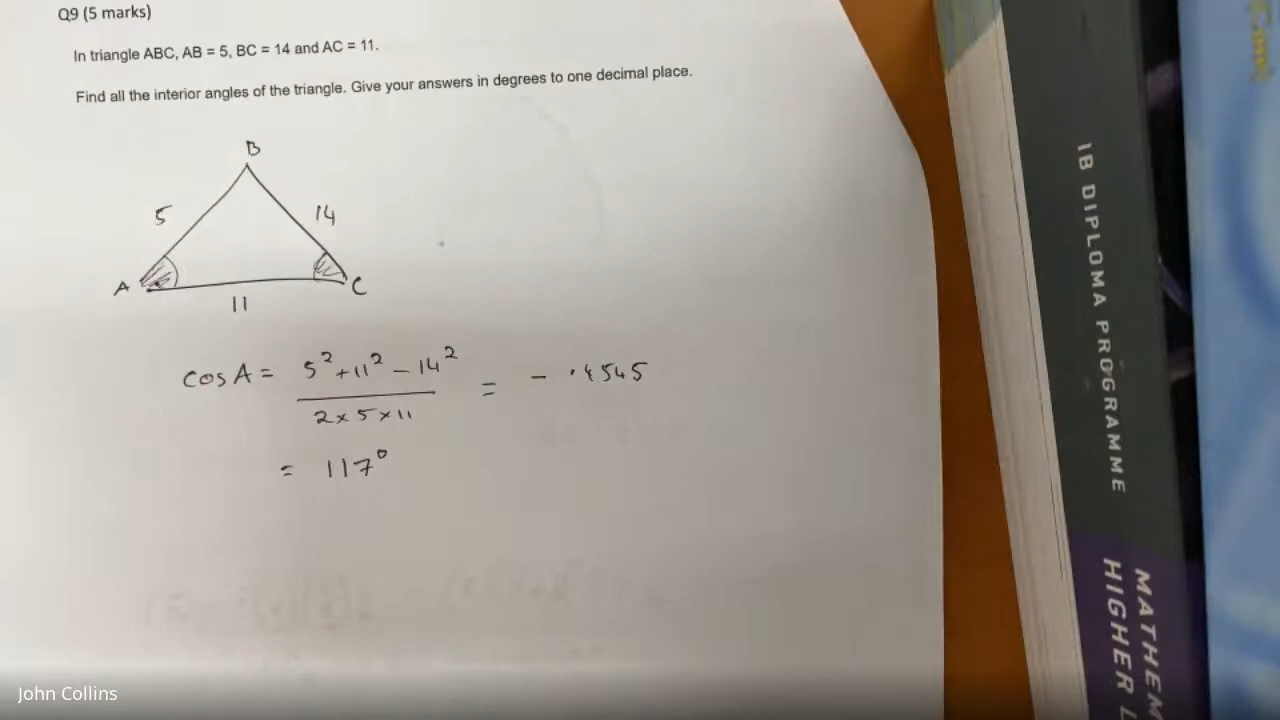 Q9 (5 marks)
In triangle ABC, AB = 5, BC = 14 and AC = 11.
Find all the interior angles of the triangle. Give your answers in degrees to one decimal place.
B
5
14
A
C
11
cos A = 5² + 11² - 14² / 2 × 5 × 11 = - .4545
= 117°
IB DIPLOMA PROGRAMME
MATHEM
HIGHER L
John Collins